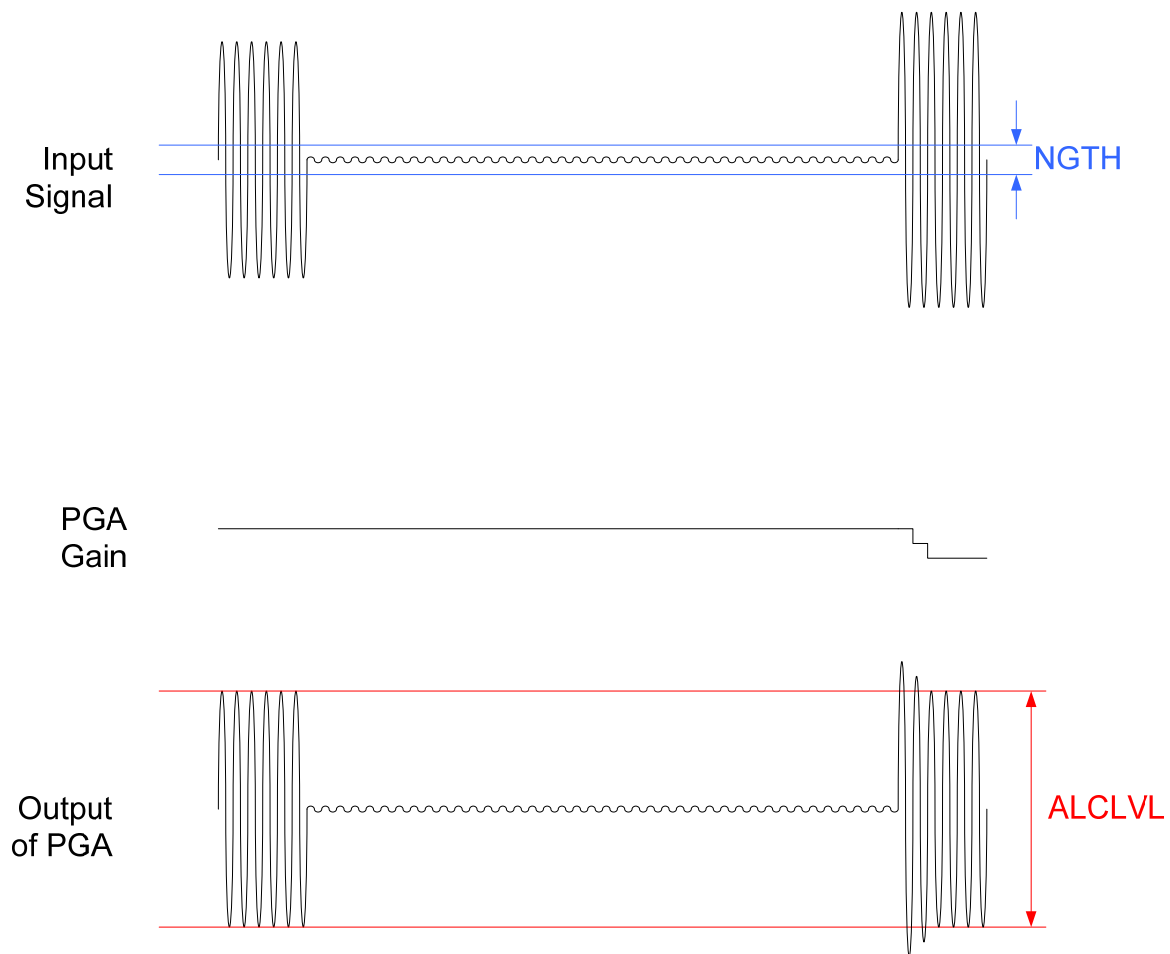 Input
Signal
NGTH
PGA
Gain
Output
of PGA
ALCLVL